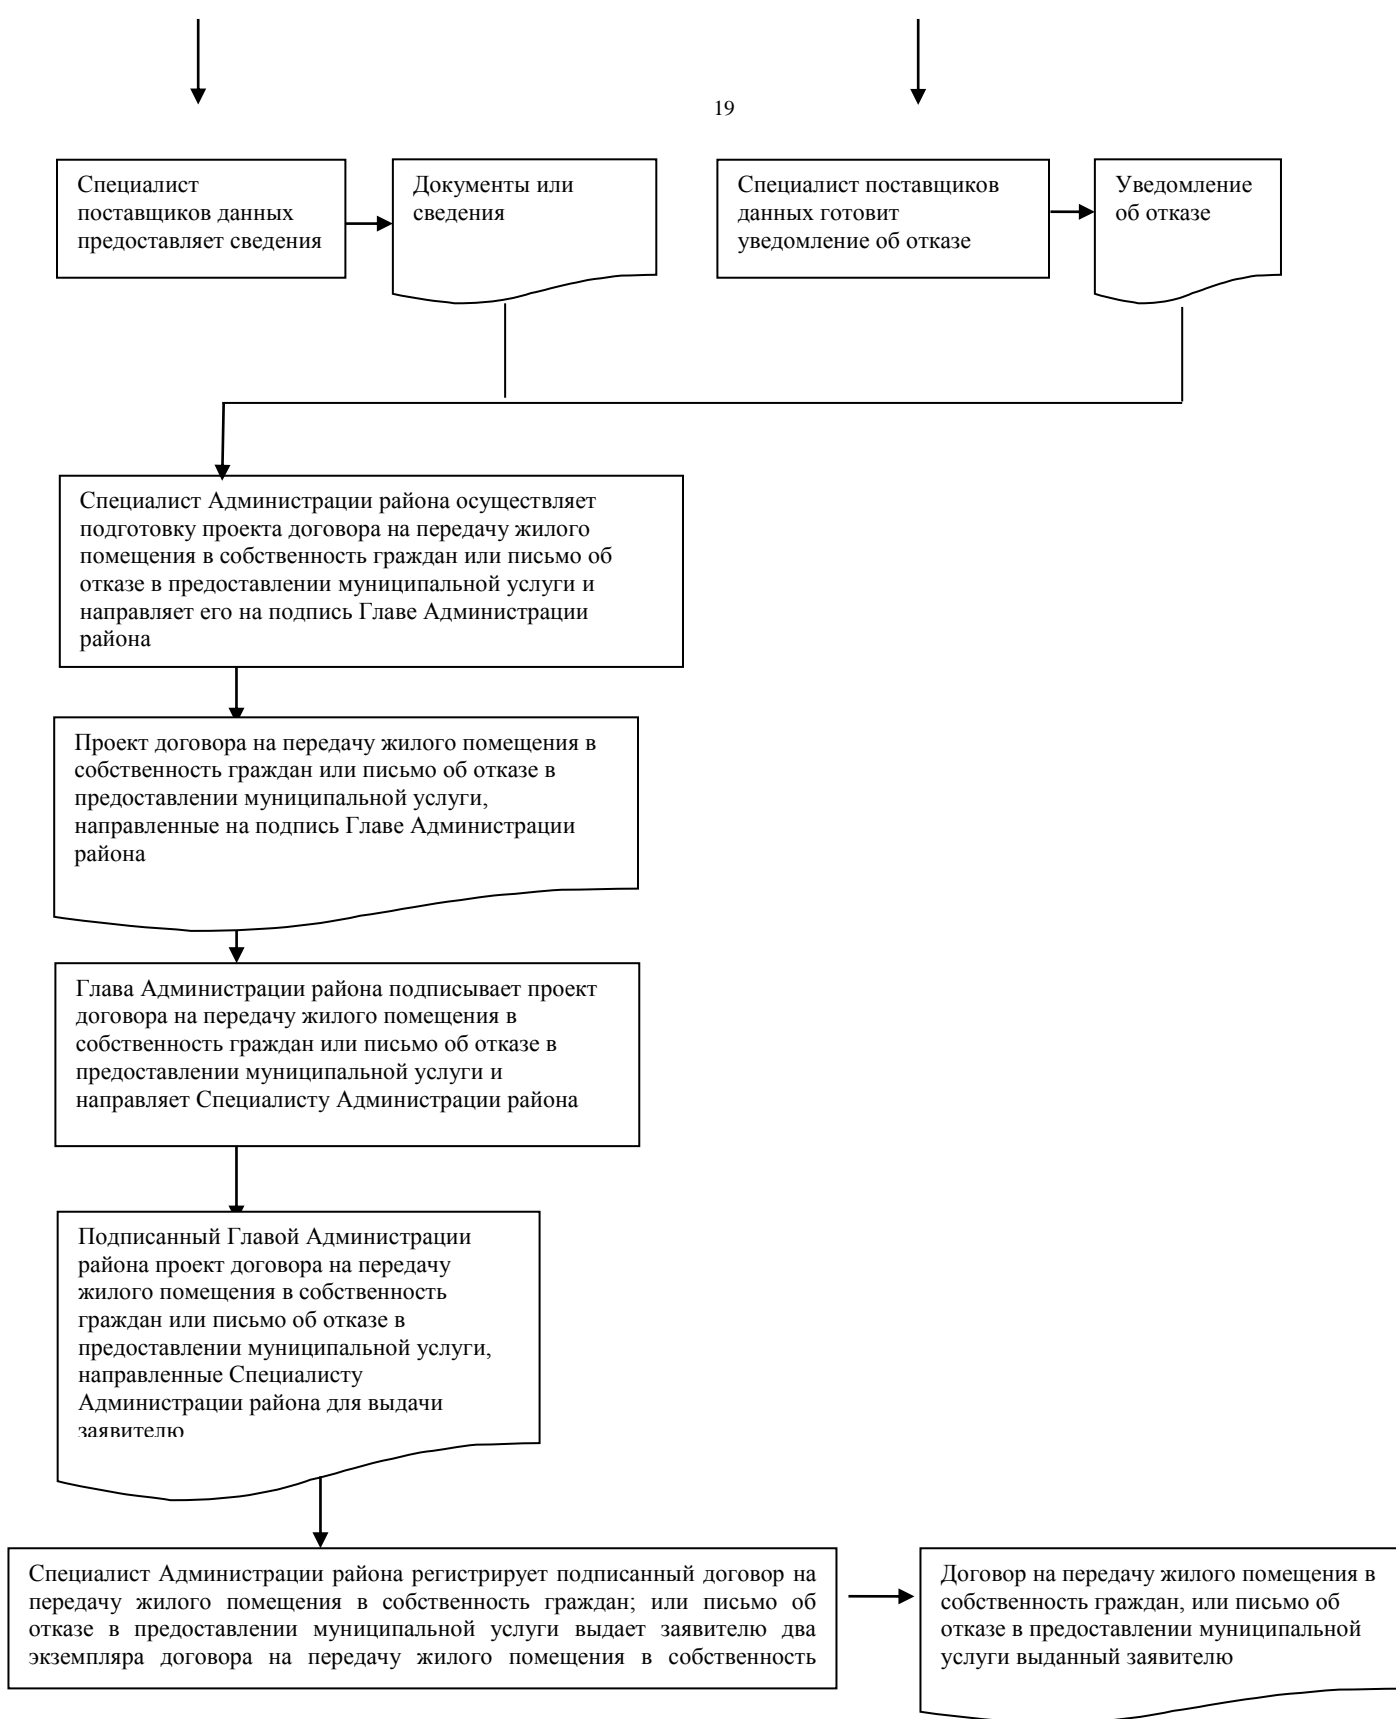 19
Специалист
поставщиков данных
предоставляет сведения
Документы или
сведения
Специалист поставщиков
данных готовит
уведомление об отказе
Уведомление
об отказе
Специалист Администрации района осуществляет
подготовку проекта договора на передачу жилого
помещения в собственность граждан или письмо об
отказе в предоставлении муниципальной услуги и
направляет его на подпись Главе Администрации
района
Проект договора на передачу жилого помещения в
собственность граждан или письмо об отказе в
предоставлении муниципальной услуги,
направленные на подпись Главе Администрации
района
Глава Администрации района подписывает проект
договора на передачу жилого помещения в
собственность граждан или письмо об отказе в
предоставлении муниципальной услуги и
направляет Специалисту Администрации района
Подписанный Главой Администрации
района проект договора на передачу
жилого помещения в собственность
граждан или письмо об отказе в
предоставлении муниципальной услуги,
направленные Специалисту
Администрации района для выдачи
заявителю
Специалист Администрации района регистрирует подписанный договор на
передачу жилого помещения в собственность граждан; или письмо об
отказе в предоставлении муниципальной услуги выдает заявителю два
экземпляра договора на передачу жилого помещения в собственность
Договор на передачу жилого помещения в
собственность граждан, или письмо об
отказе в предоставлении муниципальной
услуги выданный заявителю